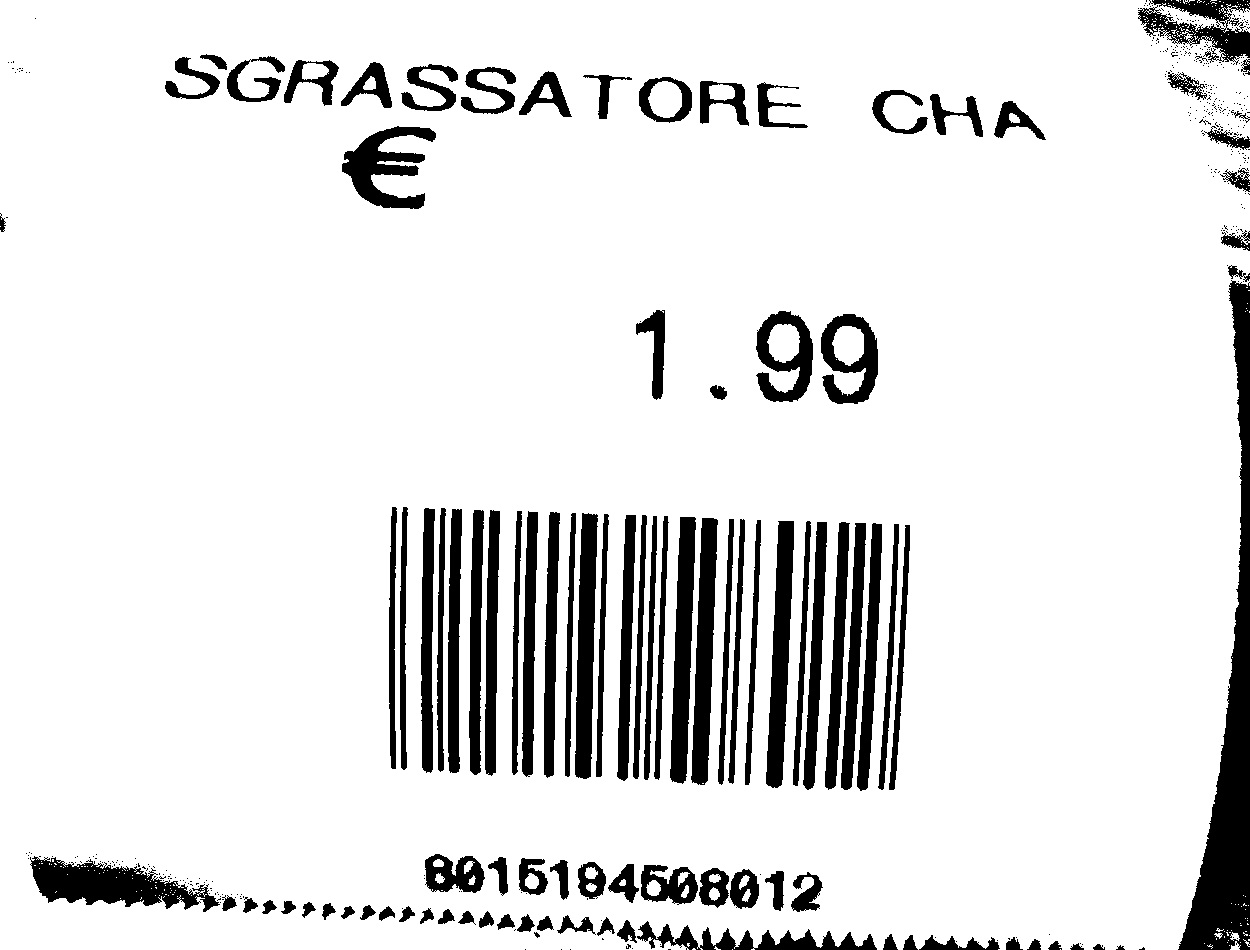 SGRASSATORE CHA
€
1.99
8015194508012